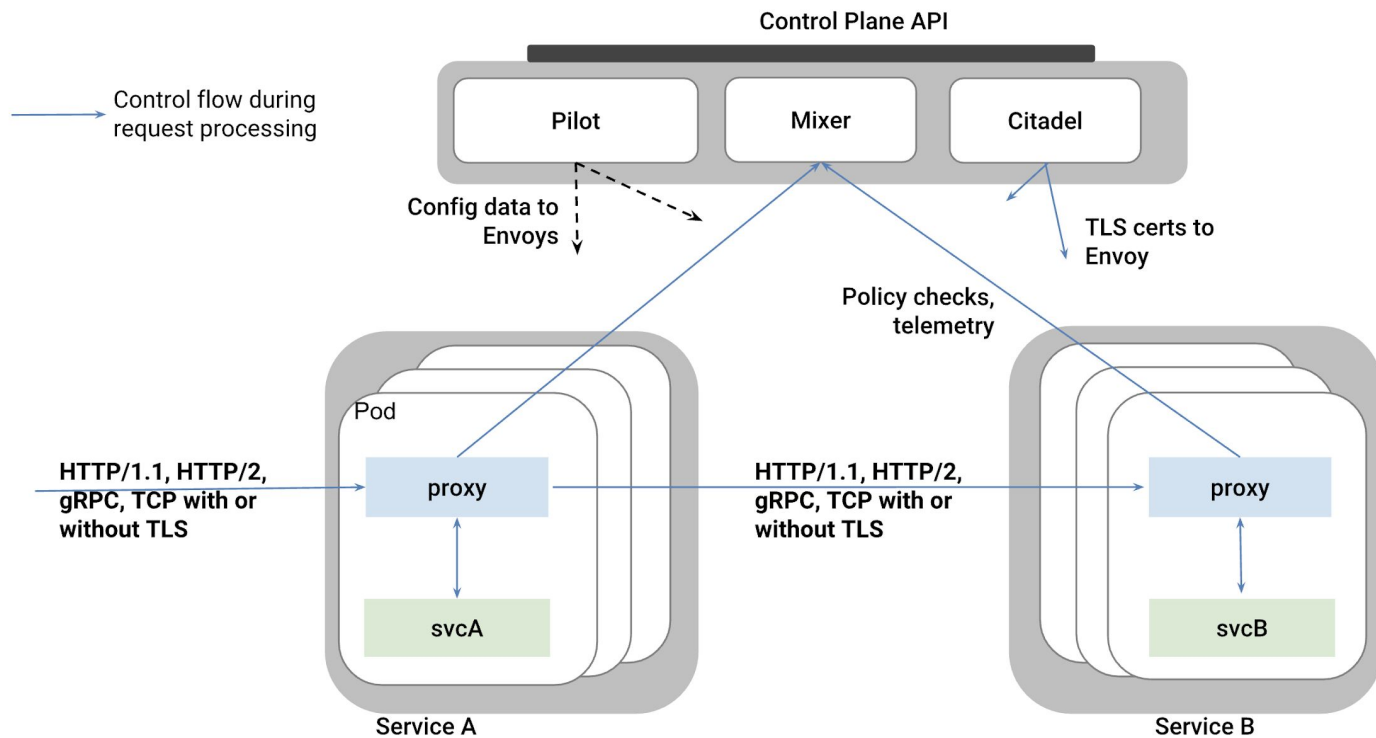 Control Plane API
Control flow during
request processing
Pilot
Mixer
Citadel
Config data to
Envoys
TLS certs to
Envoy
Policy checks,
telemetry
Pod
HTTP/1.1, HTTP/2,
gRPC, TCP with or
without TLS
proxy
HTTP/1.1, HTTP/2,
gRPC, TCP with or
without TLS
proxy
svcA
svcB
Service A
Service B